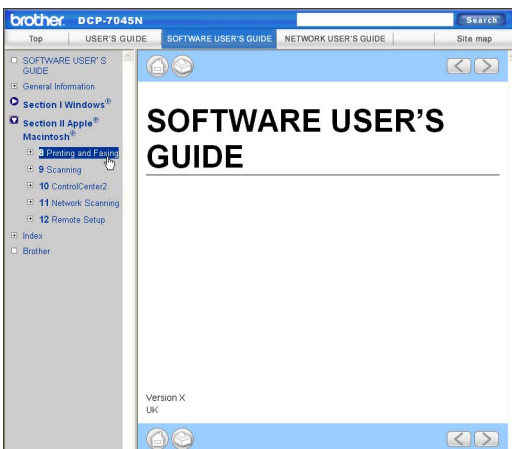 brother. DCP-7045N
Search
Top USER'S GUIDE SOFTWARE USER'S GUIDE NETWORK USER'S GUIDE Site map
SOFTWARE USER' S
GUIDE
General Information
Section I Windows®
Section II Apple®
Macintosh®
8 Printing and Faxing
9 Scanning
10 ControlCenter2
11 Network Scanning
12 Remote Setup
Index
Brother
SOFTWARE USER'S
GUIDE
Version X
UK